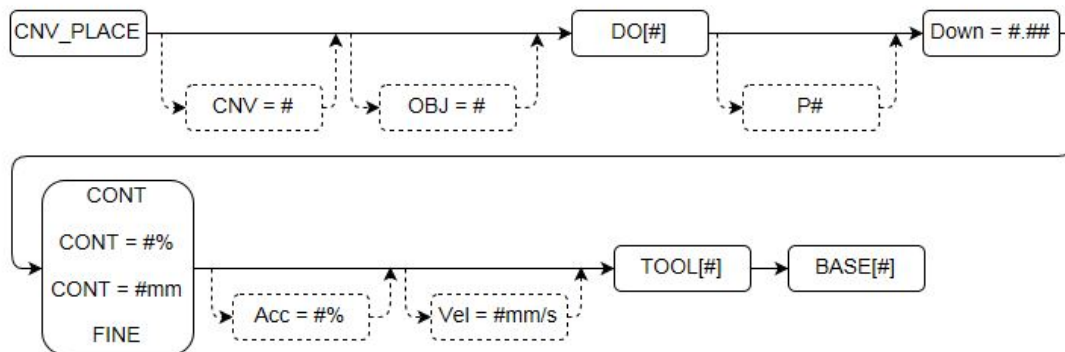 CNV_PLACE
CNV = #
OBJ = #
DO[#]
P#
Down = #.##
CONT
CONT = #%
CONT = #mm
FINE
Acc = #%
Vel = #mm/s
TOOL[#]
BASE[#]